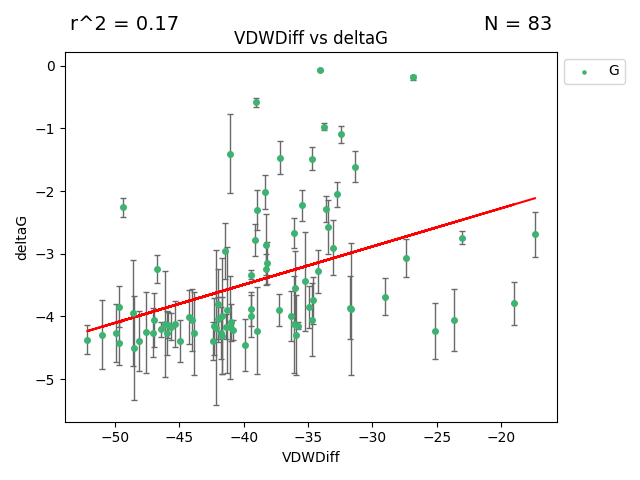 r^2 = 0.17
N = 83
VDWDiff vs deltaG
G
0
−1
−2
−3
−4
−5
deltaG
−50 −45 −40 −35 −30 −25 −20
VDWDiff